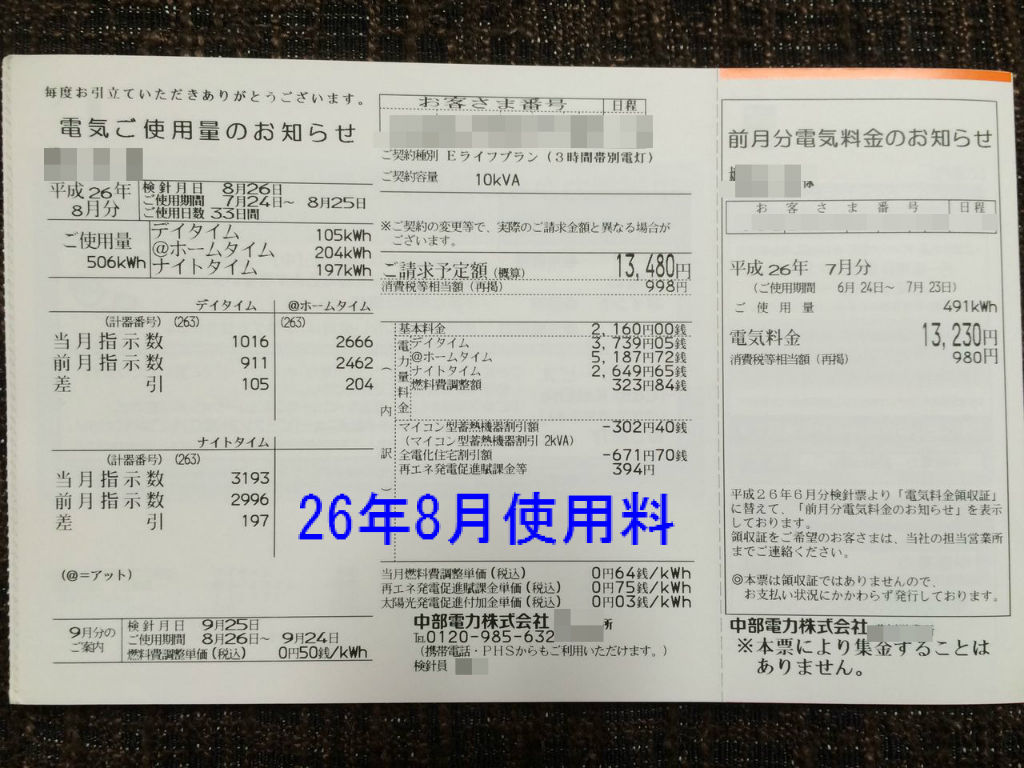 毎度お引立ていただきありがとうございます。
電気ご使用量のお知らせ
平成26年
8月分
検針月日 8月26日
ご使用期間 7月24日~ 8月25日
ご使用日数 33日間
ご使用量
506kWh
デイタイム 105kWh
@ホームタイム 204kWh
ナイトタイム 197kWh
デイタイム @ホームタイム
(計器番号) (263) (263)
当月指示数 1016 2666
前月指示数 911 2462
差引 105 204
ナイトタイム
(計器番号) (263)
当月指示数 3193
前月指示数 2996
差引 197
(@=アット)
9月分の
ご案内
検針月日 9月25日
ご使用期間 8月26日~ 9月24日
燃料費調整単価(税込) 0円50銭/kWh
お客さま番号 日程
ご契約種別 Eライフプラン(3時間帯別電灯)
ご契約容量 10kVA
※ご契約の変更等で、実際のご請求金額と異なる場合が
ございます。
ご請求予定額(概算) 13,480円
消費税等相当額(再掲) 998円
(内訳)
基本料金 2,160円00銭
電力量料金
デイタイム 3,739円05銭
@ホームタイム 5,187円72銭
ナイトタイム 2,649円65銭
燃料費調整額 323円84銭
マイコン型蓄熱機器割引額 -302円40銭
(マイコン型蓄熱機器割引 2kVA)
全電化住宅割引額 -671円70銭
再エネ発電促進賦課金等 394円
26年8月使用料
当月燃料費調整単価(税込) 0円64銭/kWh
再エネ発電促進賦課金単価(税込) 0円75銭/kWh
太陽光発電促進付加金単価(税込) 0円03銭/kWh
中部電力株式会社 所
℡0120-985-632
(携帯電話・PHSからもご利用いただけます。)
検針員
前月分電気料金のお知らせ
様
お客さま番号 日程
平成26年 7月分
(ご使用期間 6月24日~ 7月23日)
ご使用量 491kWh
電気料金 13,230円
消費税等相当額(再掲) 980円
平成26年6月分検針票より「電気料金領収証」
に替えて、「前月分電気料金のお知らせ」を表示
しております。
領収証をご希望のお客さまは、当社の担当営業所
までご連絡ください。
◎本票は領収証ではありませんので、
お支払い状況にかかわらず発行しております。
中部電力株式会社
※本票により集金することは
ありません。